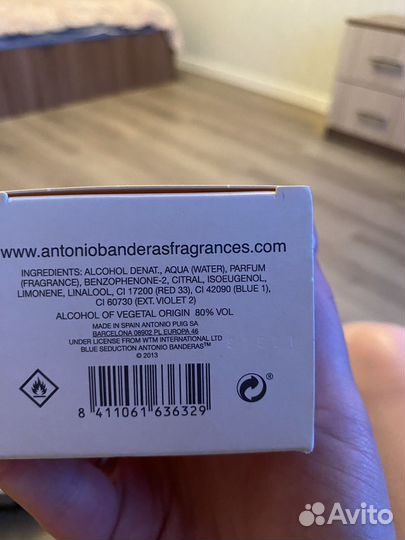 www.antoniobanderasfragrances.com
INGREDIENTS: ALCOHOL DENAT., AQUA (WATER), PARFUM
(FRAGRANCE), BENZOPHENONE-2, CITRAL, ISOEUGENOL,
LIMONENE, LINALOOL, CI 17200 (RED 33), CI 42090 (BLUE 1),
CI 60730 (EXT. VIOLET 2)
ALCOHOL OF VEGETAL ORIGIN 80% VOL
MADE IN SPAIN ANTONIO PUIG SA
BARCELONA 08902 PL.EUROPA 46
UNDER LICENSE FROM WTM INTERNATIONAL LTD
BLUE SEDUCTION ANTONIO BANDERAS™
© 2013
8 411061 636329
®
Avito